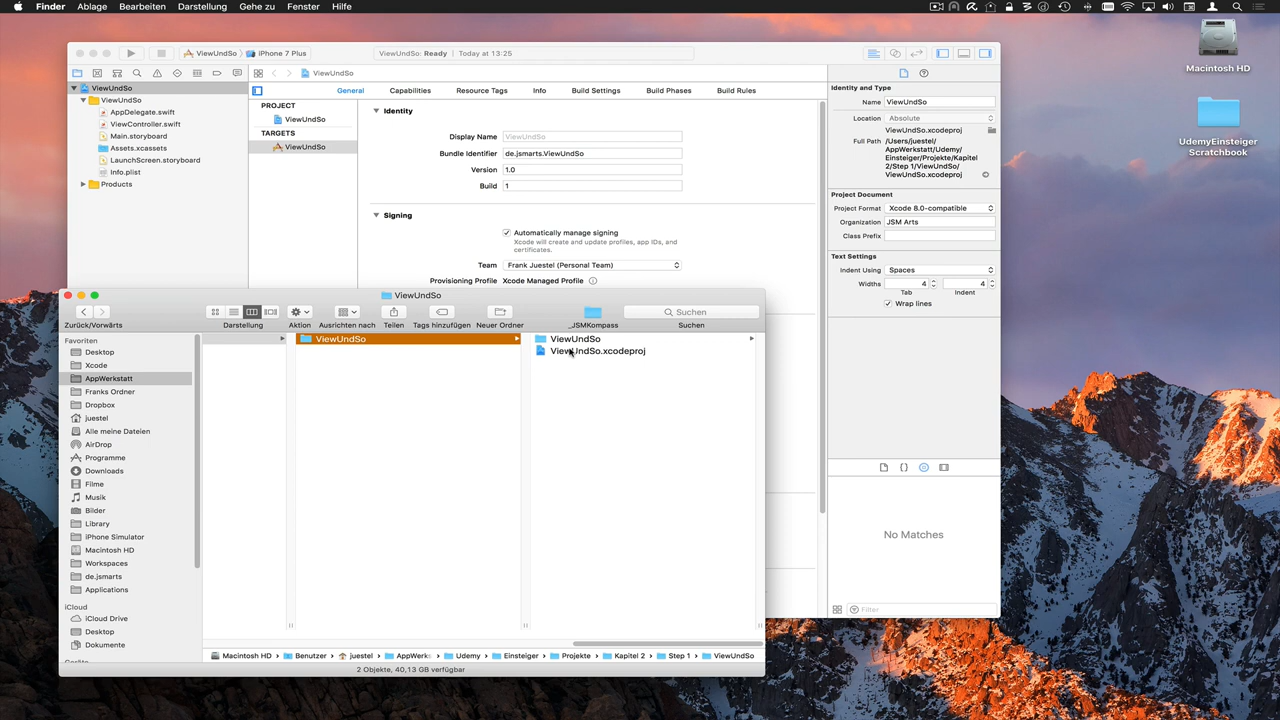 Finder Ablage Bearbeiten Darstellung Gehe zu Fenster Hilfe
Macintosh HD
UdemyEinsteiger
Scratchbook
ViewUndSo iPhone 7 Plus
ViewUndSo: Ready Today at 13:25
ViewUndSo
ViewUndSo
AppDelegate.swift
ViewController.swift
Main.storyboard
Assets.xcassets
LaunchScreen.storyboard
Info.plist
Products
ViewUndSo
General Capabilities Resource Tags Info Build Settings Build Phases Build Rules
PROJECT
ViewUndSo
TARGETS
ViewUndSo
Identity
Display Name ViewUndSo
Bundle Identifier de.jsmarts.ViewUndSo
Version 1.0
Build 1
Signing
Automatically manage signing
Xcode will create and update profiles, app IDs, and
certificates.
Team Frank Juestel (Personal Team)
Provisioning Profile Xcode Managed Profile
Identity and Type
Name ViewUndSo
Location Absolute
ViewUndSo.xcodeproj
Full Path /Users/juestel/
AppWerkstatt/Udemy/
Einsteiger/Projekte/Kapitel
2/Step 1/ViewUndSo/
ViewUndSo.xcodeproj
Project Document
Project Format Xcode 8.0-compatible
Organization JSM Arts
Class Prefix
Text Settings
Indent Using Spaces
Widths 4 4
Tab Indent
Wrap lines
No Matches
Filter
ViewUndSo
Zurück/Vorwärts Darstellung Aktion Ausrichten nach Teilen Tags hinzufügen Neuer Ordner _JSMKompass Suchen
Suchen
Favoriten
Desktop
Xcode
AppWerkstatt
Franks Ordner
Dropbox
juestel
Alle meine Dateien
AirDrop
Programme
Downloads
Filme
Musik
Bilder
Library
iPhone Simulator
Macintosh HD
Workspaces
de.jsmarts
Applications
iCloud
iCloud Drive
Desktop
Dokumente
ViewUndSo
ViewUndSo
ViewUndSo.xcodeproj
Macintosh HD Benutzer juestel AppWerks Udemy Einsteiger Projekte Kapitel 2 Step 1 ViewUndSo
2 Objekte, 40,13 GB verfügbar